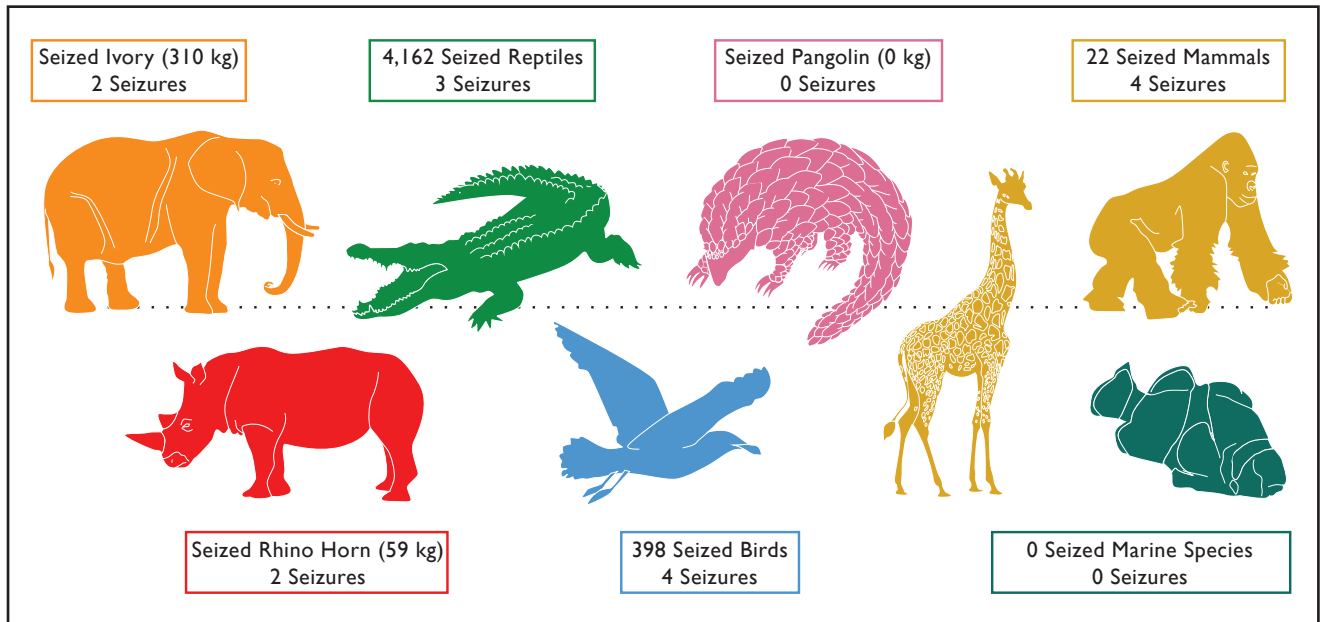 Seized Ivory (310 kg)
2 Seizures
4,162 Seized Reptiles
3 Seizures
Seized Pangolin (0 kg)
0 Seizures
22 Seized Mammals
4 Seizures
Seized Rhino Horn (59 kg)
2 Seizures
398 Seized Birds
4 Seizures
0 Seized Marine Species
0 Seizures